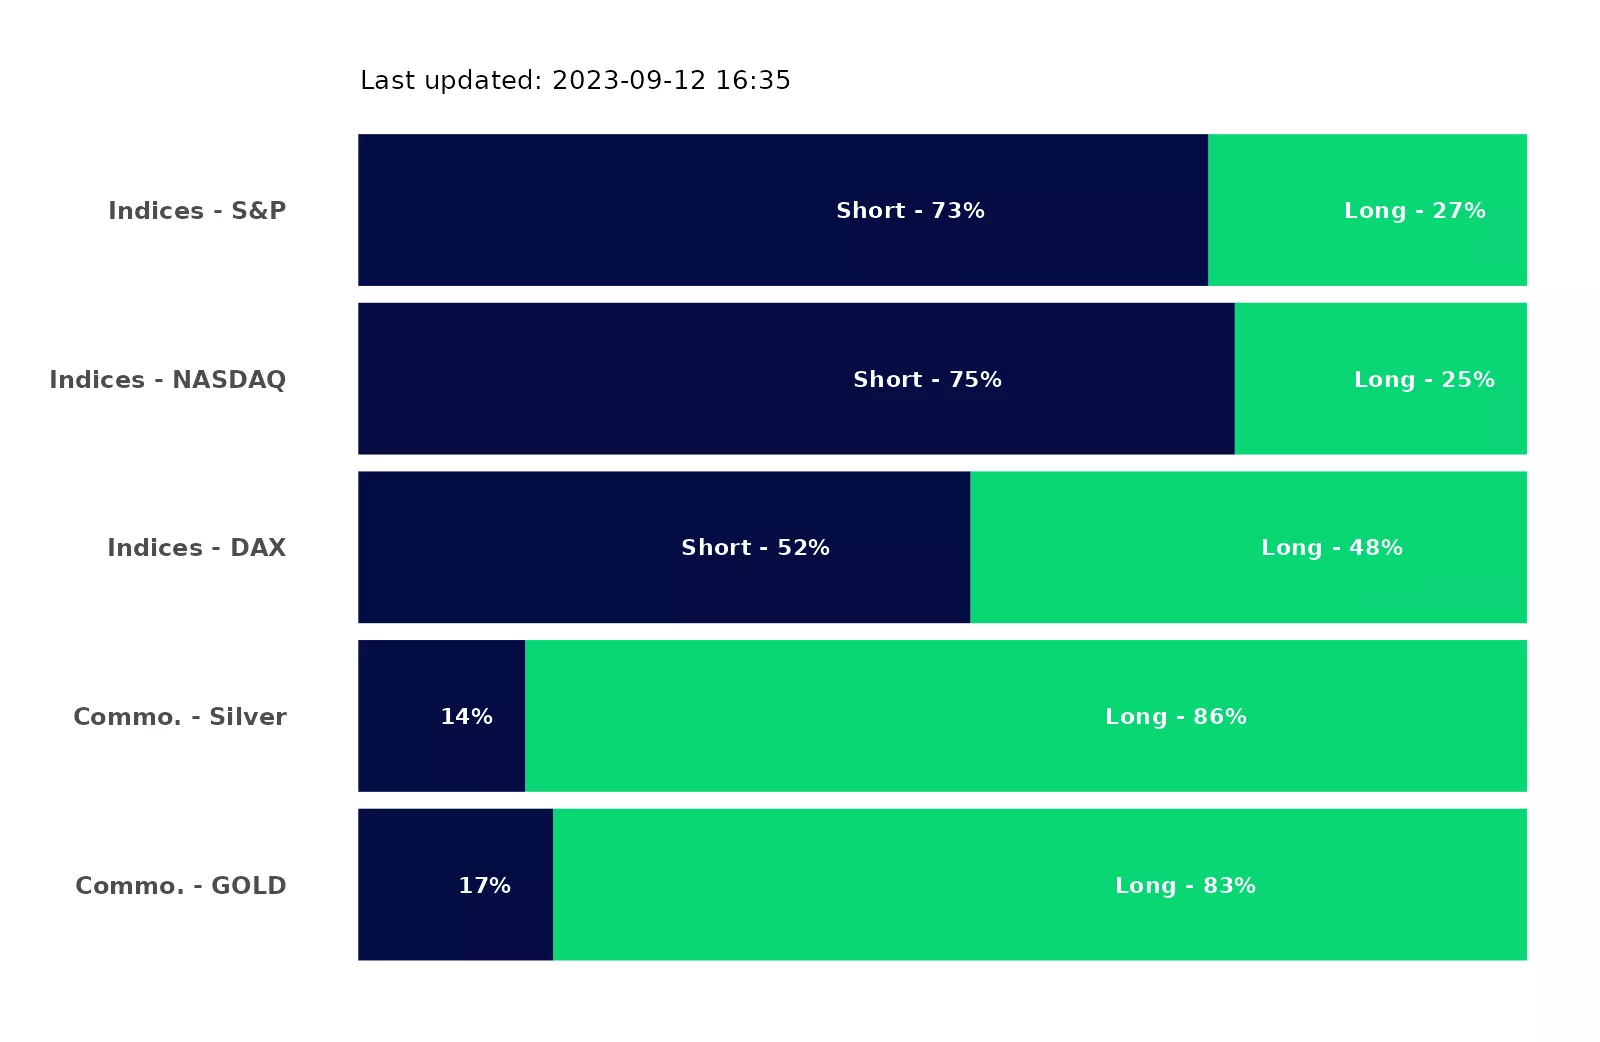 Last updated: 2023-09-12 16:35
Indices - S&P Short - 73% Long - 27%
Indices - NASDAQ Short - 75% Long - 25%
Indices - DAX Short - 52% Long - 48%
Commo. - Silver 14% Long - 86%
Commo. - GOLD 17% Long - 83%